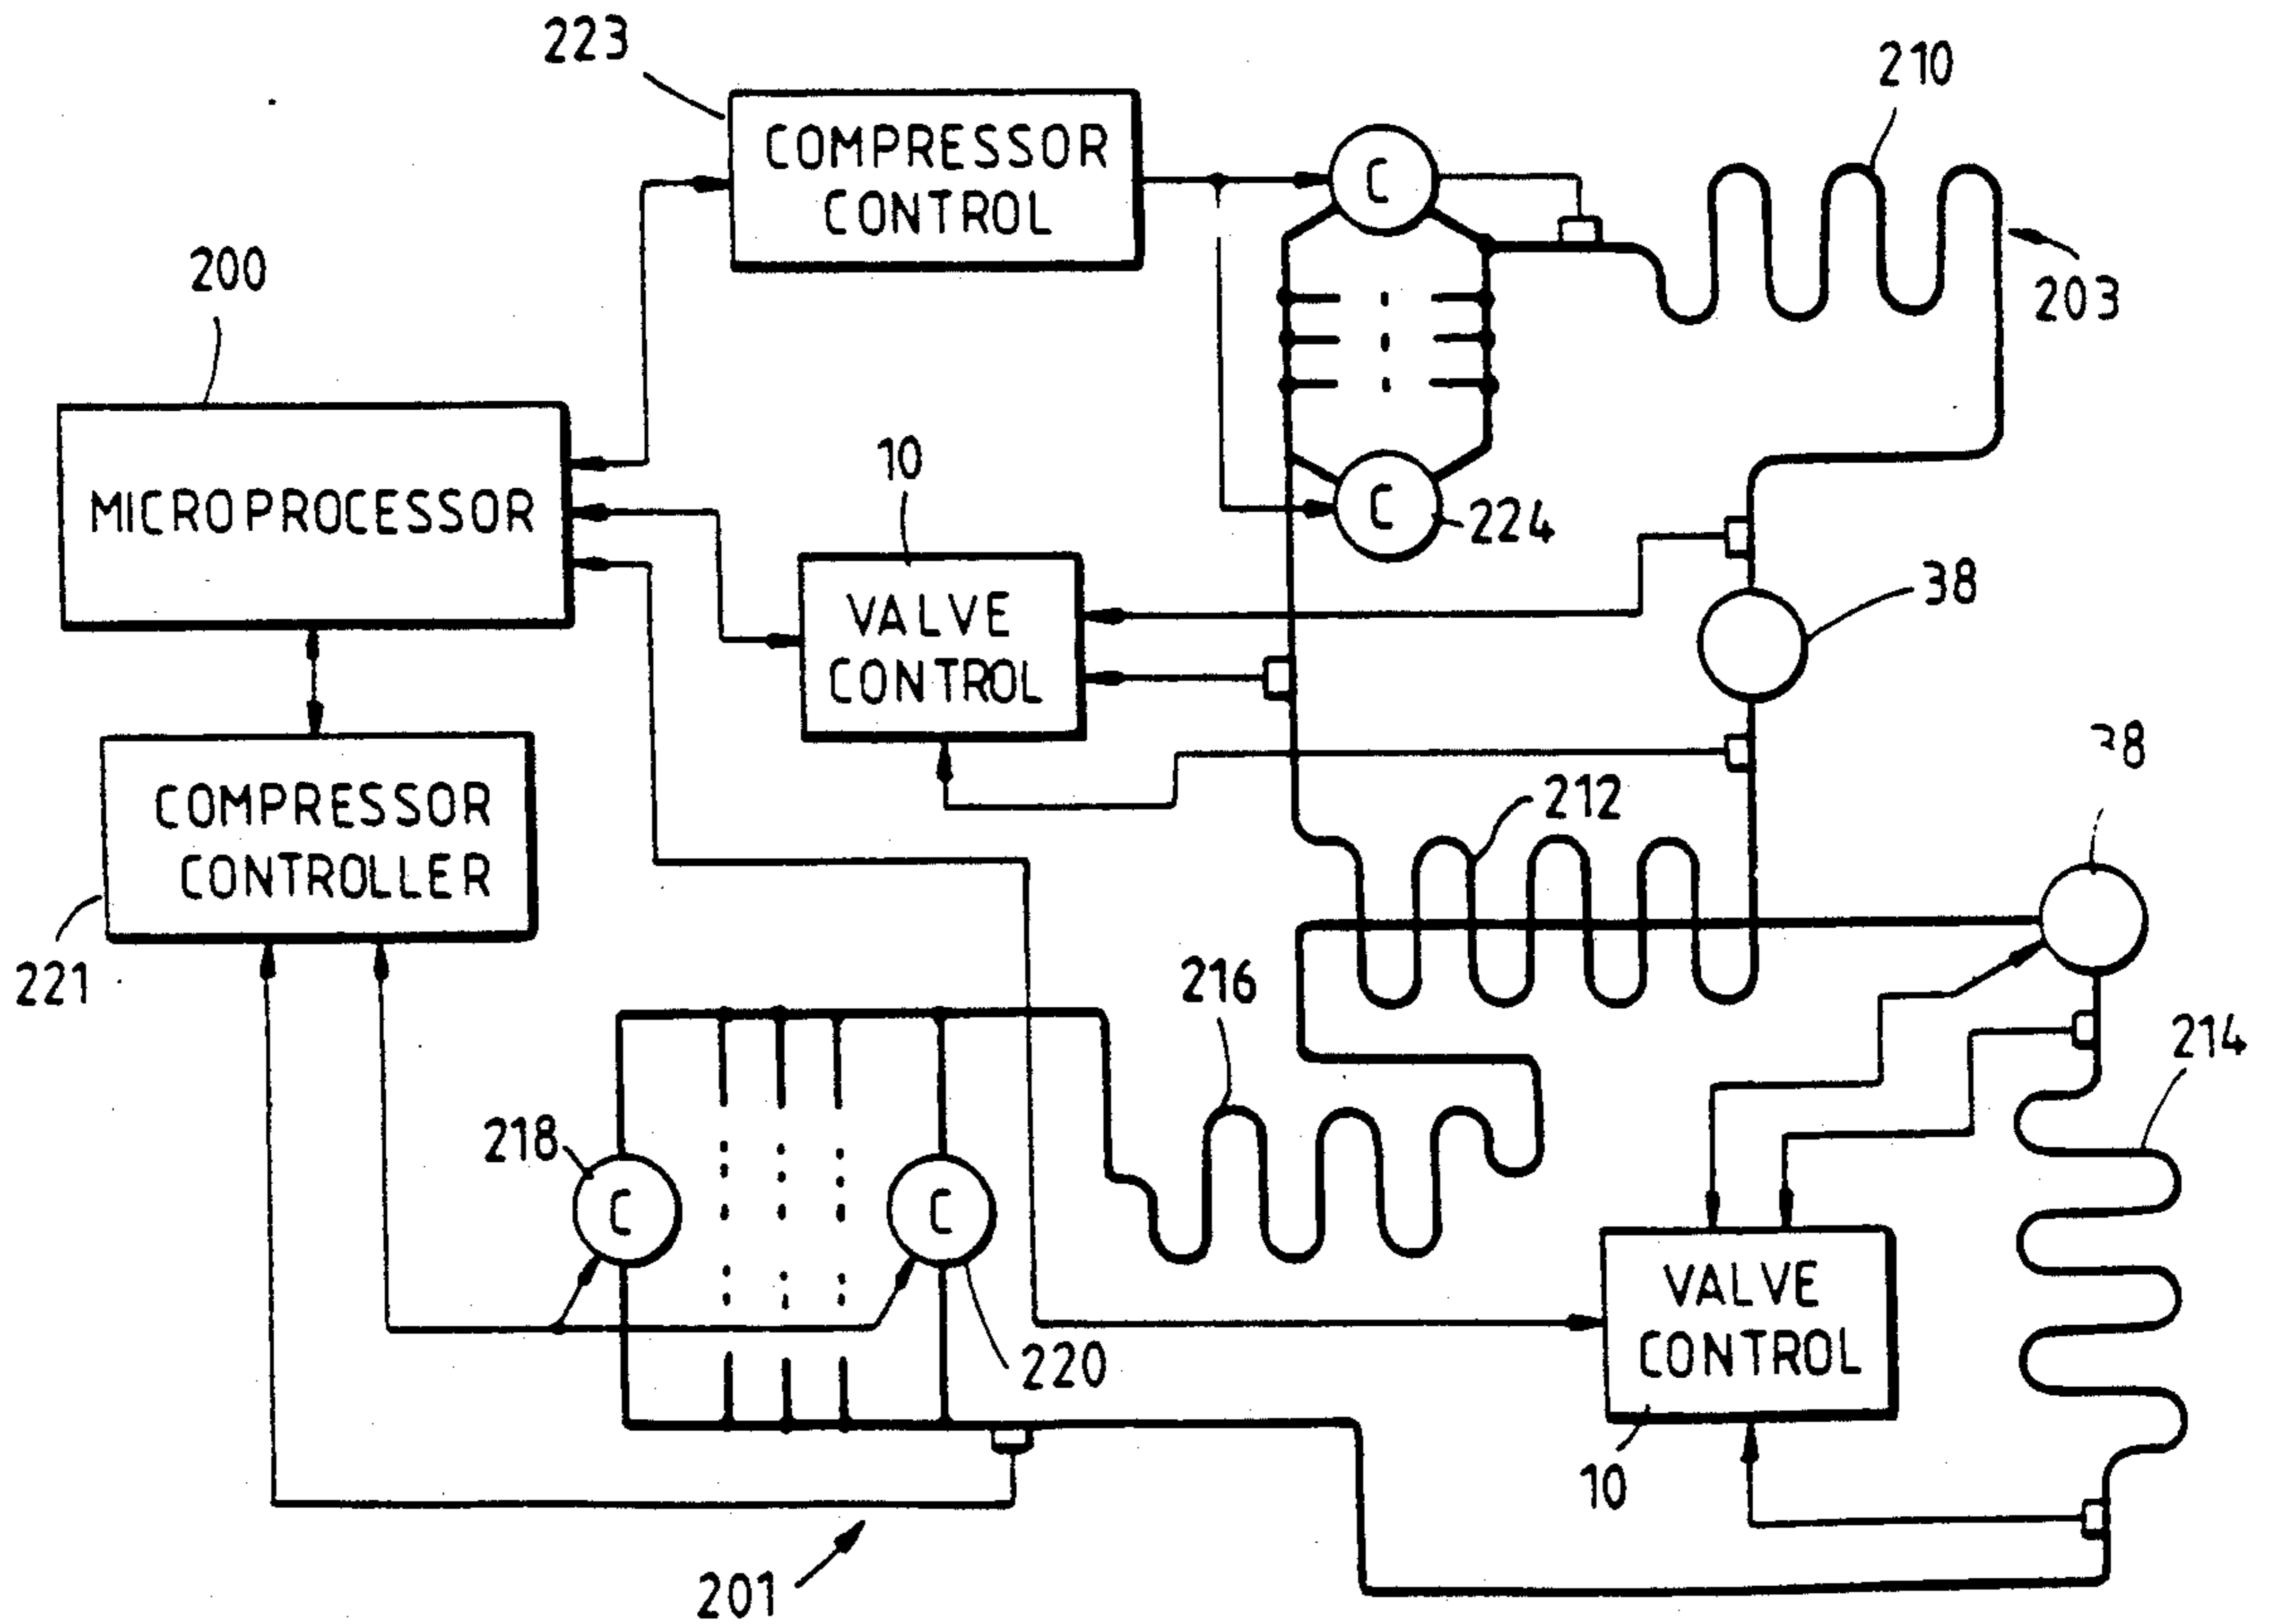 223
210
COMPRESSOR
CONTROL
C
200
203
10
MICROPROCESSOR
C
224
VALVE
CONTROL
38
38
212
COMPRESSOR
CONTROLLER
221
216
214
218
C
C
VALVE
CONTROL
220
10
201